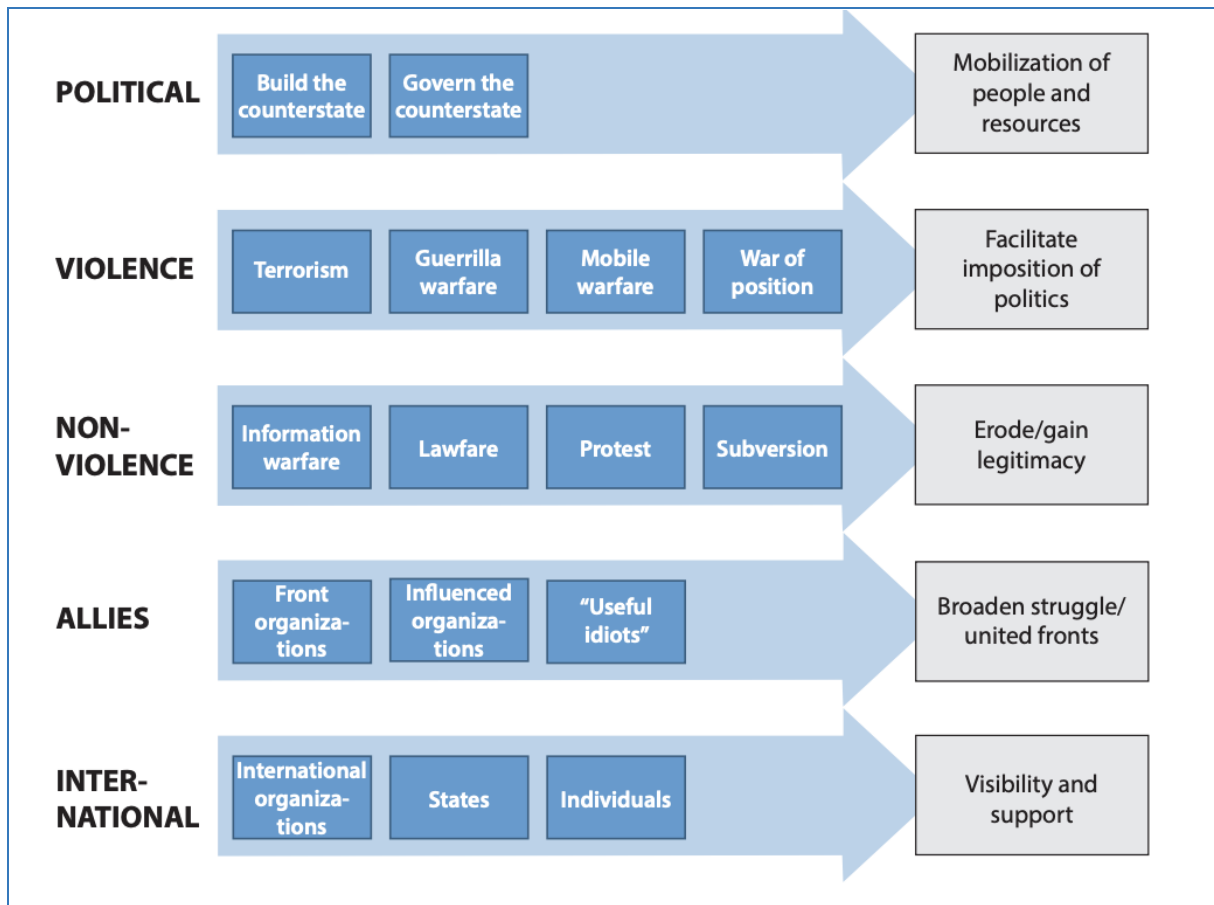 POLITICAL
Build the
counterstate
Govern the
counterstate
Mobilization of
people and
resources
VIOLENCE
Terrorism
Guerrilla
warfare
Mobile
warfare
War of
position
Facilitate
imposition of
politics
NON-
VIOLENCE
Information
warfare
Lawfare
Protest
Subversion
Erode/gain
legitimacy
ALLIES
Front
organiza-
tions
Influenced
organiza-
tions
“Useful
idiots”
Broaden struggle/
united fronts
INTER-
NATIONAL
International
organiza-
tions
States
Individuals
Visibility and
support